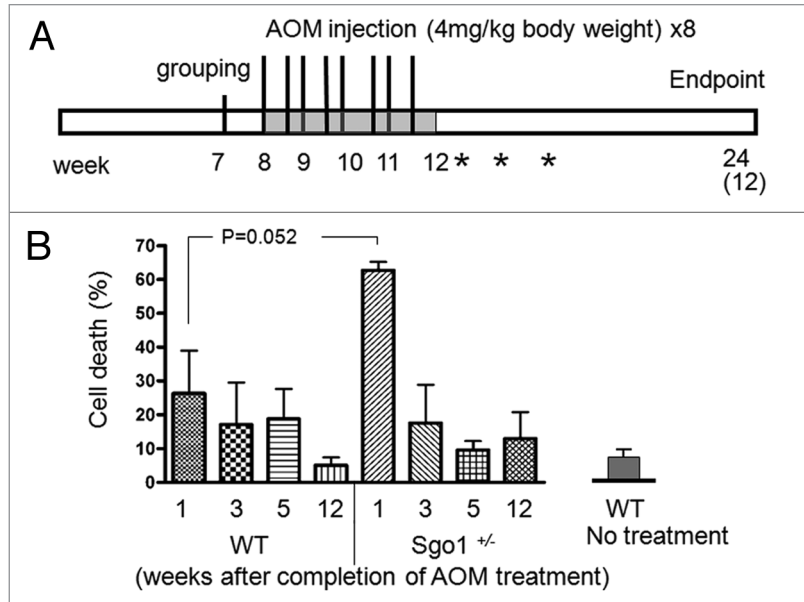 A
AOM injection (4mg/kg body weight) x8
grouping
Endpoint
week 7 8 9 10 11 12 * * * 24
(12)
B
P=0.052
Cell death (%)
70
60
50
40
30
20
10
0
1 3 5 12 1 3 5 12
WT Sgo1 +/-
(weeks after completion of AOM treatment)
WT
No treatment